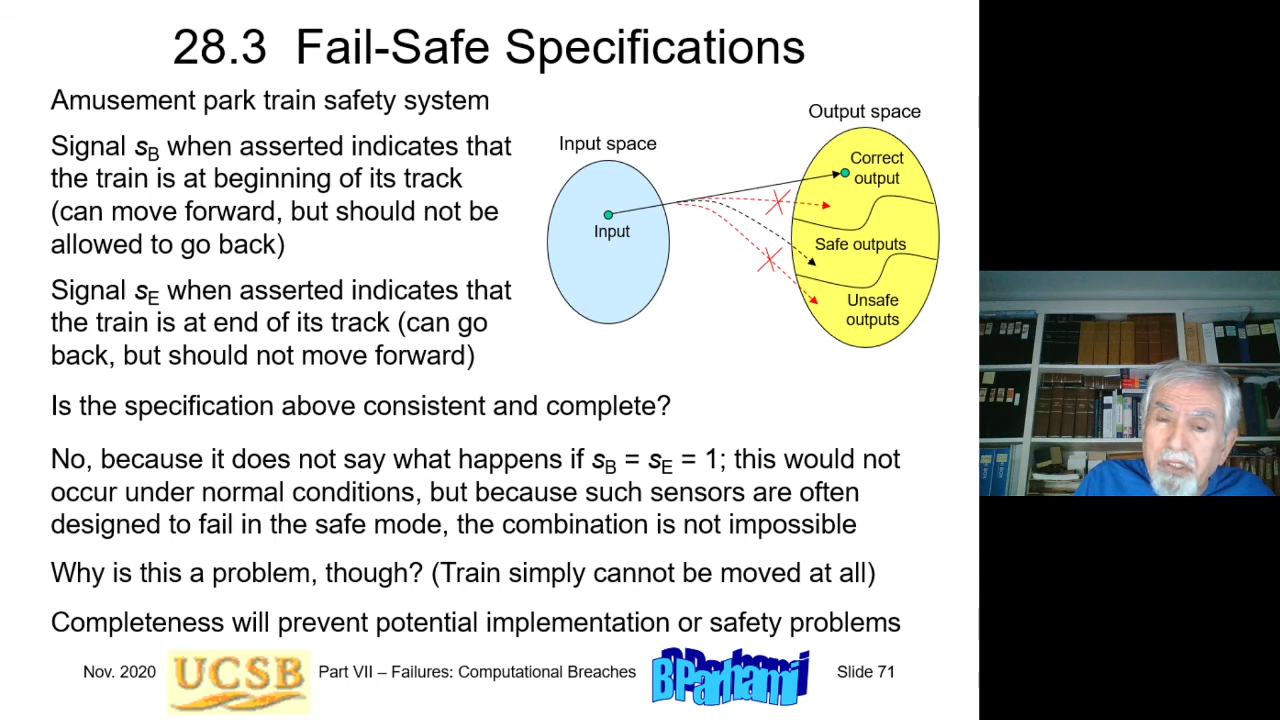 28.3 Fail-Safe Specifications
Amusement park train safety system
Signal sB when asserted indicates that
the train is at beginning of its track
(can move forward, but should not be
allowed to go back)
Signal sE when asserted indicates that
the train is at end of its track (can go
back, but should not move forward)
Input space
Input
Output space
Correct
output
Safe outputs
Unsafe
outputs
Is the specification above consistent and complete?
No, because it does not say what happens if sB = sE = 1; this would not
occur under normal conditions, but because such sensors are often
designed to fail in the safe mode, the combination is not impossible
Why is this a problem, though? (Train simply cannot be moved at all)
Completeness will prevent potential implementation or safety problems
Nov. 2020
UCSB
Part VII – Failures: Computational Breaches
B Parhami
Slide 71